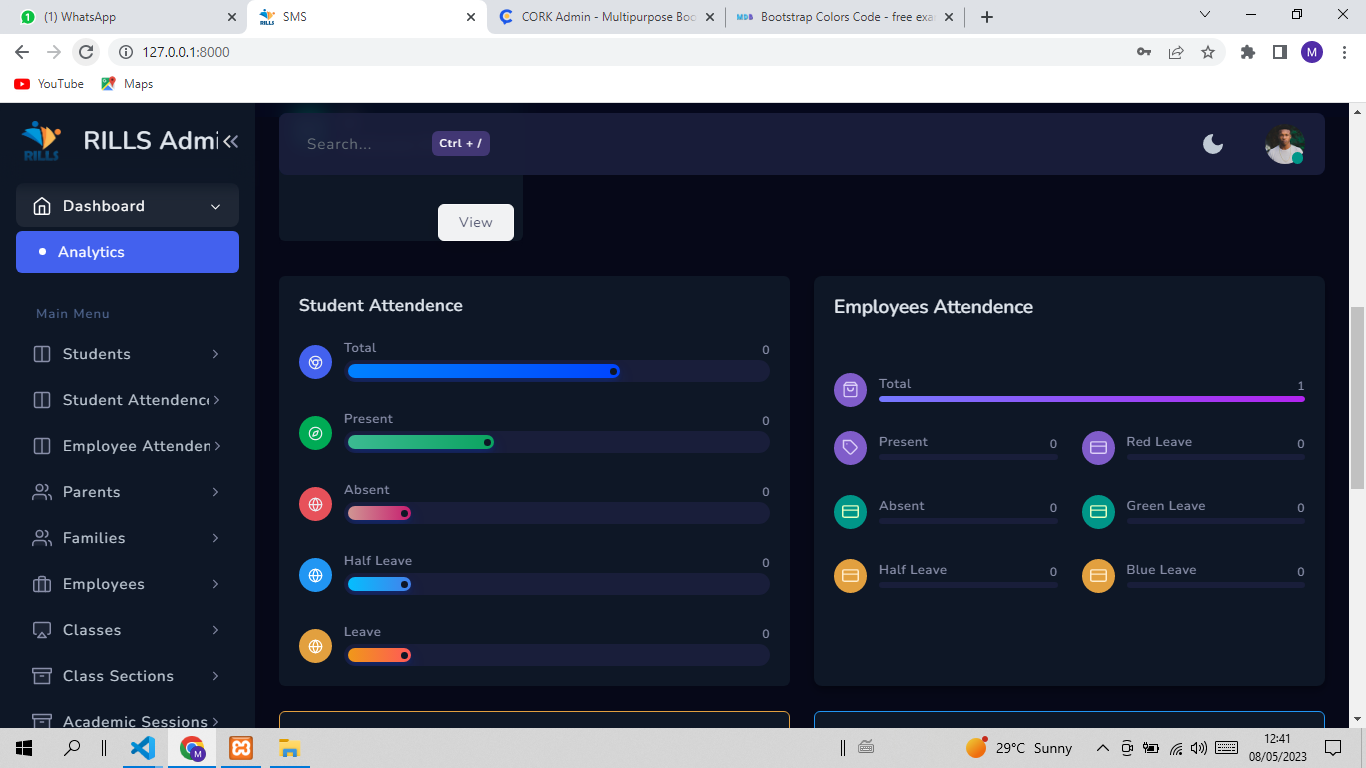 (1) WhatsApp
SMS
CORK Admin - Multipurpose Boo
Bootstrap Colors Code - free exa
127.0.0.1:8000
M
YouTube
Maps
RILLS
RILLS Admi
Search...
Ctrl + /
Dashboard
Analytics
View
Main Menu
Students
Student Attendence
Employee Attenden
Parents
Families
Employees
Classes
Class Sections
Academic Sessions
Student Attendence
Total 0
Present 0
Absent 0
Half Leave 0
Leave 0
Employees Attendence
Total 1
Present 0
Red Leave 0
Absent 0
Green Leave 0
Half Leave 0
Blue Leave 0
29°C Sunny
12:41
08/05/2023